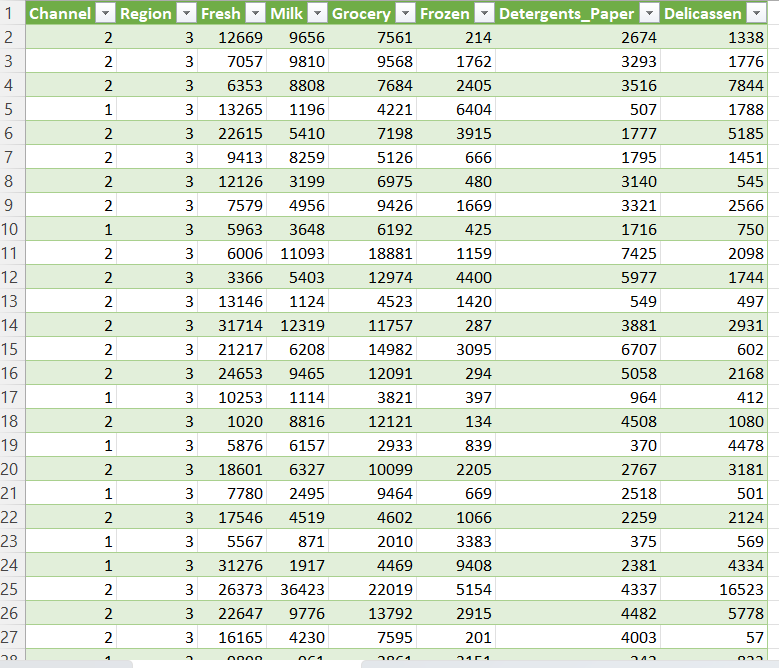 1 Channel Region Fresh Milk Grocery Frozen Detergents_Paper Delicassen
2 2 3 12669 9656 7561 214 2674 1338
3 2 3 7057 9810 9568 1762 3293 1776
4 2 3 6353 8808 7684 2405 3516 7844
5 1 3 13265 1196 4221 6404 507 1788
6 2 3 22615 5410 7198 3915 1777 5185
7 2 3 9413 8259 5126 666 1795 1451
8 2 3 12126 3199 6975 480 3140 545
9 2 3 7579 4956 9426 1669 3321 2566
10 1 3 5963 3648 6192 425 1716 750
11 2 3 6006 11093 18881 1159 7425 2098
12 2 3 3366 5403 12974 4400 5977 1744
13 2 3 13146 1124 4523 1420 549 497
14 2 3 31714 12319 11757 287 3881 2931
15 2 3 21217 6208 14982 3095 6707 602
16 2 3 24653 9465 12091 294 5058 2168
17 1 3 10253 1114 3821 397 964 412
18 2 3 1020 8816 12121 134 4508 1080
19 1 3 5876 6157 2933 839 370 4478
20 2 3 18601 6327 10099 2205 2767 3181
21 1 3 7780 2495 9464 669 2518 501
22 2 3 17546 4519 4602 1066 2259 2124
23 1 3 5567 871 2010 3383 375 569
24 1 3 31276 1917 4469 9408 2381 4334
25 2 3 26373 36423 22019 5154 4337 16523
26 2 3 22647 9776 13792 2915 4482 5778
27 2 3 16165 4230 7595 201 4003 57